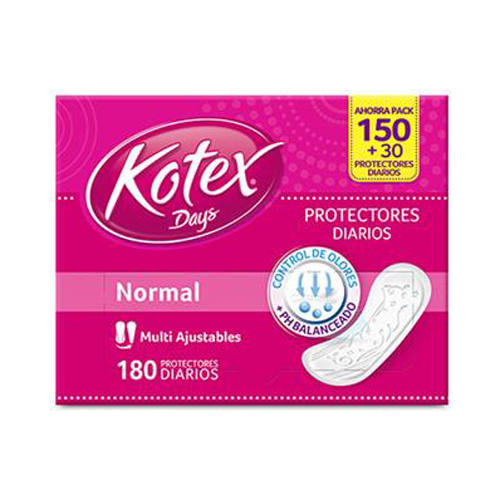 AHORRA PACK
150
+ 30
PROTECTORES
DIARIOS
Kotex
Days
PROTECTORES
DIARIOS
CONTROL DE OLORES
+ PH BALANCEADO
Normal
Multi Ajustables
180 PROTECTORES
DIARIOS